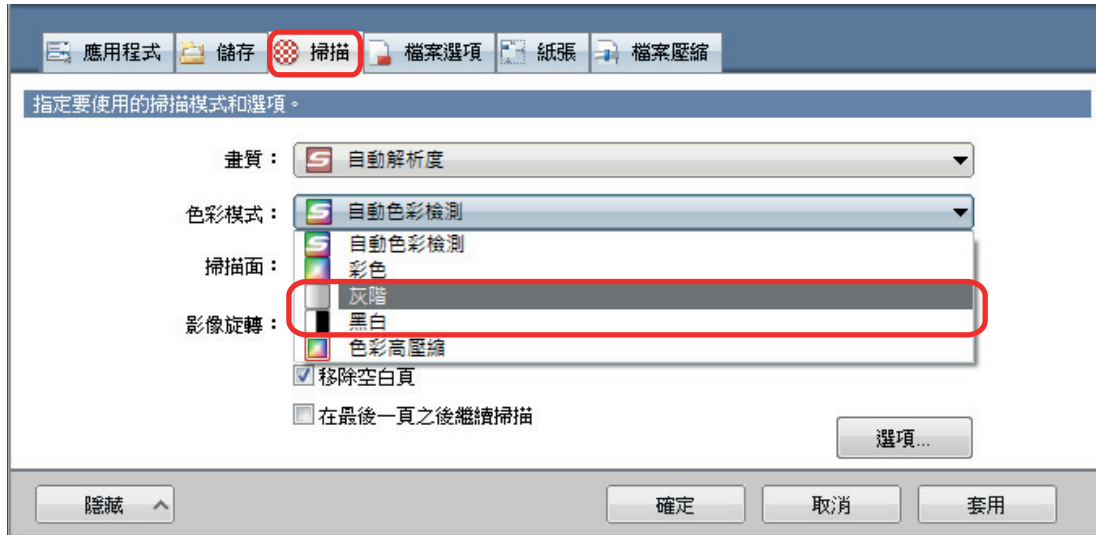 應用程式 儲存 掃描 檔案選項 紙張 檔案壓縮
指定要使用的掃描模式和選項。
畫質： 自動解析度
色彩模式： 自動色彩檢測
自動色彩檢測
掃描面： 彩色
灰階
影像旋轉： 黑白
色彩高壓縮
移除空白頁
在最後一頁之後繼續掃描
選項...
隱藏 確定 取消 套用